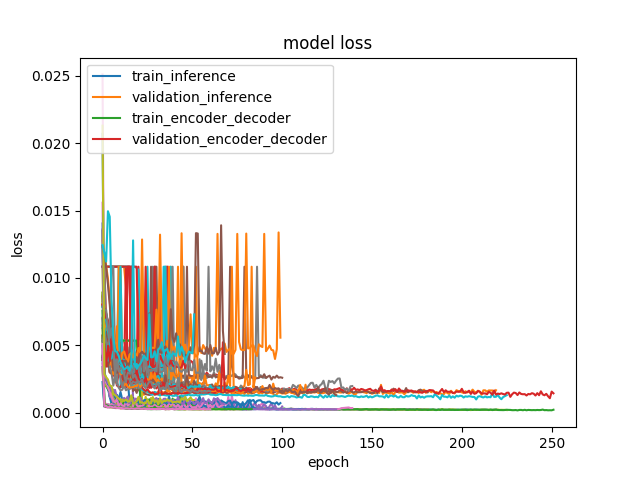 model loss
train_inference
validation_inference
train_encoder_decoder
validation_encoder_decoder
loss
0.025
0.020
0.015
0.010
0.005
0.000
0 50 100 150 200 250
epoch